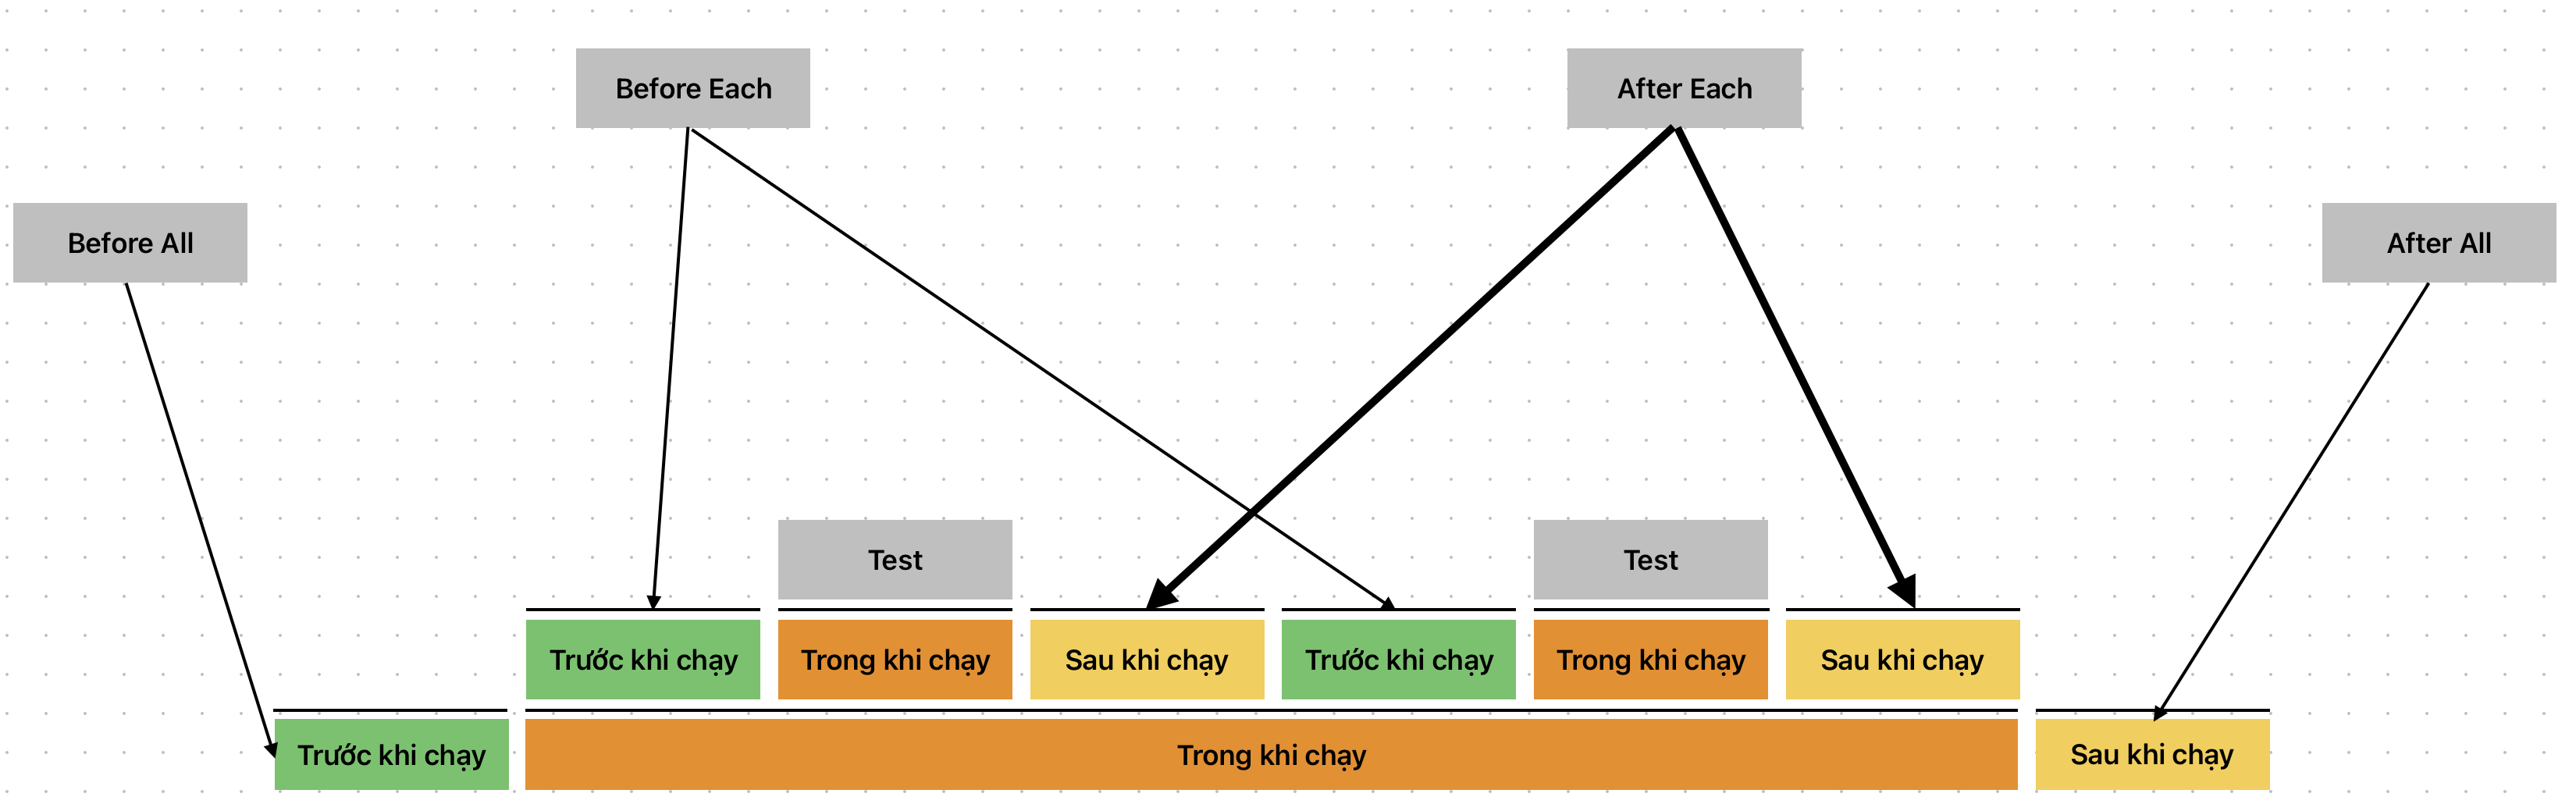 Before Each
After Each
Before All
After All
Test
Test
Trước khi chạy
Trong khi chạy
Sau khi chạy
Trước khi chạy
Trong khi chạy
Sau khi chạy
Trước khi chạy
Trong khi chạy
Sau khi chạy